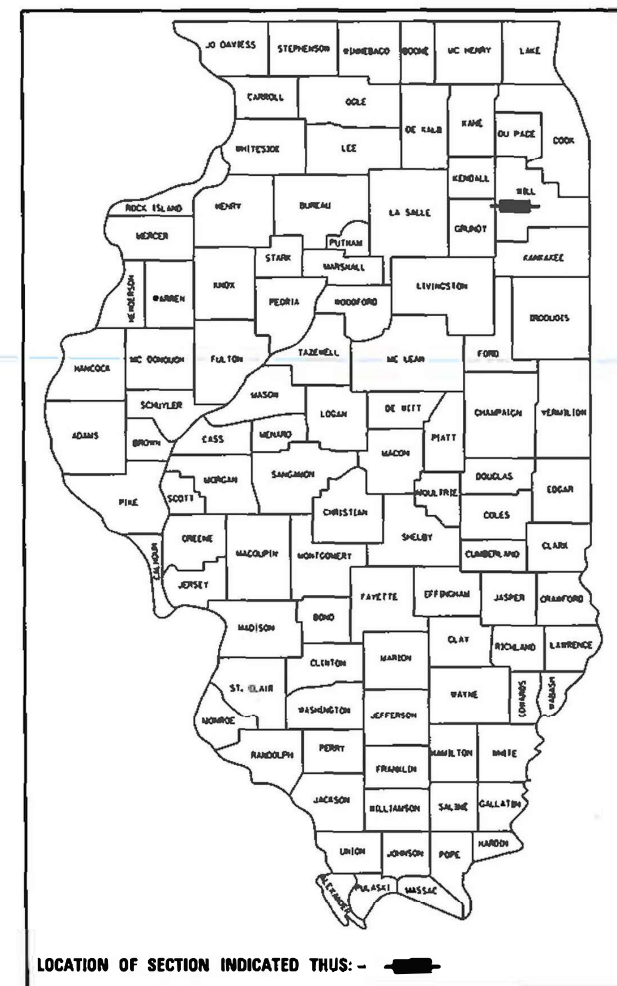 JO DAVIESS STEPHENSON WINNEBAGO BOONE MC HENRY LAKE
CARROLL OGLE DE KALB KANE DU PAGE COOK
WHITESIDE LEE KENDALL WILL
ROCK ISLAND HENRY BUREAU LA SALLE GRUNDY
MERCER PUTNAM KANKAKEE
STARK MARSHALL
HENDERSON WARREN KNOX PEORIA WOODFORD LIVINGSTON IROQUOIS
HANCOCK MC DONOUGH FULTON TAZEWELL MC LEAN FORD
SCHUYLER MASON LOGAN DE WITT CHAMPAIGN VERMILION
ADAMS BROWN CASS MENARD MACON PIATT
PIKE SCOTT MORGAN SANGAMON MOULTRIE DOUGLAS EDGAR
CHRISTIAN COLES
GREENE MACOUPIN MONTGOMERY SHELBY CUMBERLAND CLARK
CALHOUN JERSEY FAYETTE EFFINGHAM JASPER CRAWFORD
MADISON BOND
CLINTON MARION CLAY RICHLAND LAWRENCE
ST. CLAIR WAYNE EDWARDS WABASH
MONROE WASHINGTON JEFFERSON
RANDOLPH PERRY HAMILTON WHITE
FRANKLIN
JACKSON WILLIAMSON SALINE GALLATIN
UNION JOHNSON POPE HARDIN
ALEXANDER PULASKI MASSAC
LOCATION OF SECTION INDICATED THUS: -